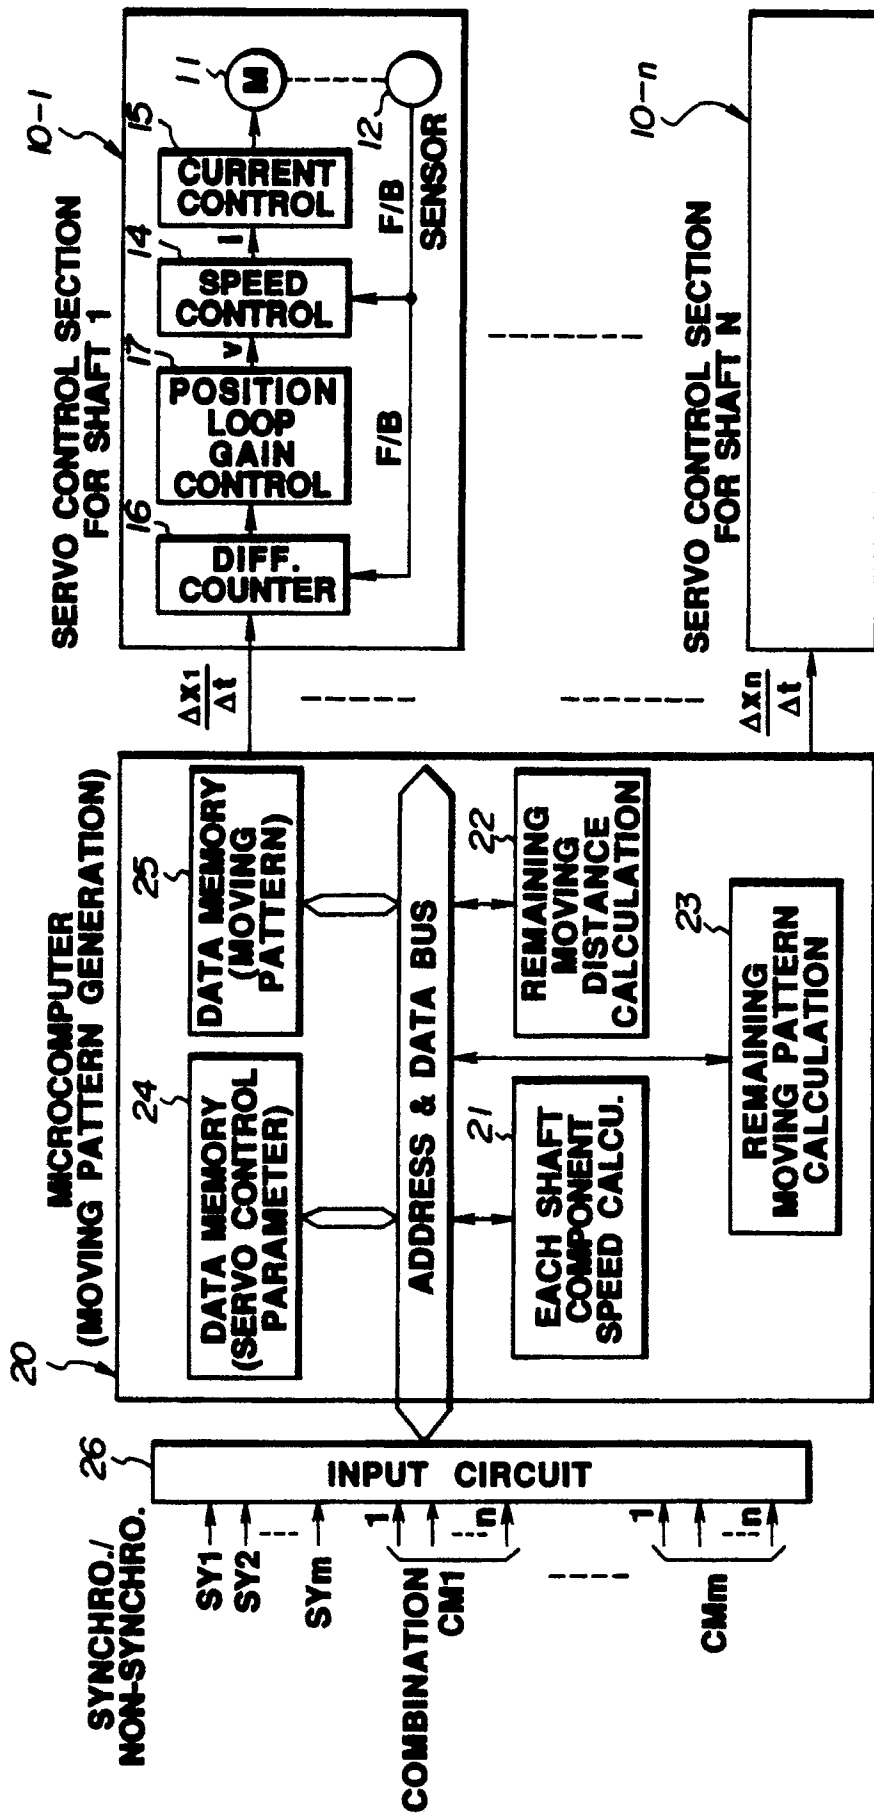 SYNCHRO./
NON-SYNCHRO.
SY1
SY2
SYm
COMBINATION
CM1
1
n
CMm
1
n
26
INPUT CIRCUIT
20
MICROCOMPUTER
(MOVING PATTERN GENERATION)
24
DATA MEMORY
(SERVO CONTROL
PARAMETER)
25
DATA MEMORY
(MOVING
PATTERN)
ADDRESS & DATA BUS
21
EACH SHAFT
COMPONENT
SPEED CALCU.
22
REMAINING
MOVING
DISTANCE
CALCULATION
23
REMAINING
MOVING PATTERN
CALCULATION
ΔX1
Δt
ΔXn
Δt
SERVO CONTROL SECTION
FOR SHAFT 1
10-1
16
DIFF.
COUNTER
17
POSITION
LOOP
GAIN
CONTROL
V
14
SPEED
CONTROL
I
15
CURRENT
CONTROL
11
M
12
SENSOR
F/B
F/B
SERVO CONTROL SECTION
FOR SHAFT N
10-n